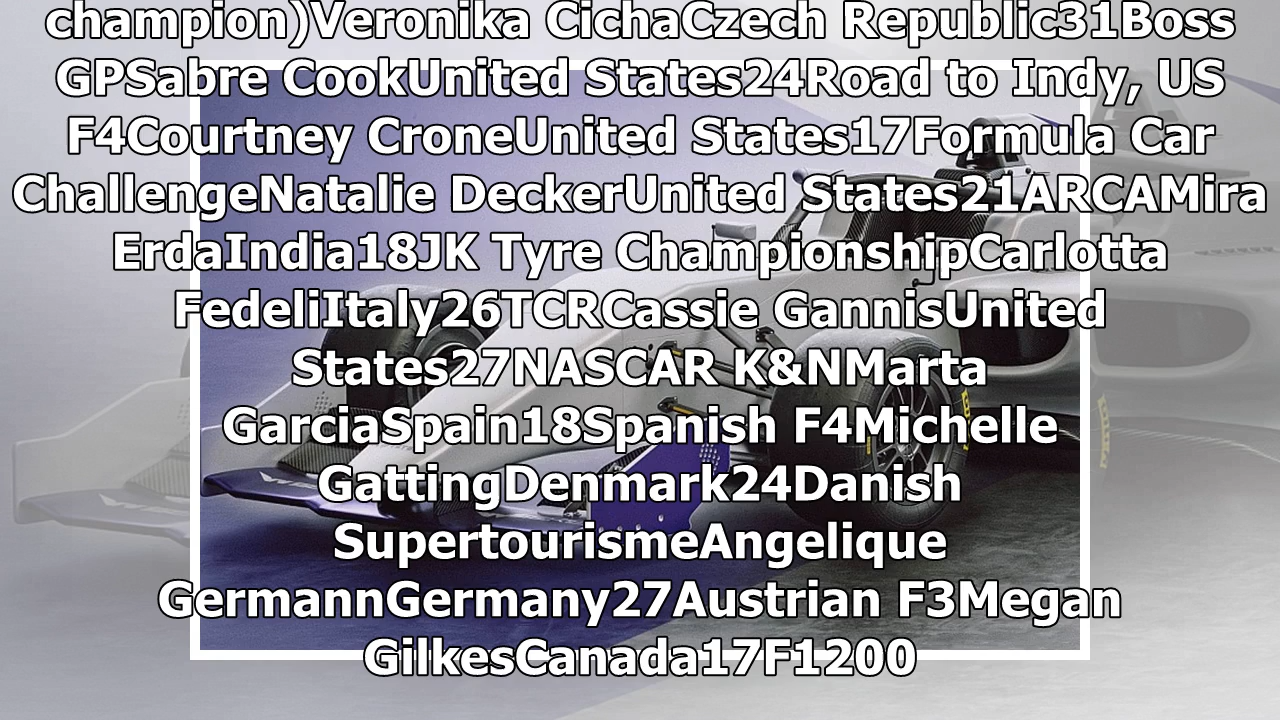 champion)Veronika CichaCzech Republic31Boss
GPSabre CookUnited States24Road to Indy, US
F4Courtney CroneUnited States17Formula Car
ChallengeNatalie DeckerUnited States21ARCAMira
ErdaIndia18JK Tyre ChampionshipCarlotta
FedeliItaly26TCRCassie GannisUnited
States27NASCAR K&NMarta
GarciaSpain18Spanish F4Michelle
GattingDenmark24Danish
SupertourismeAngelique
GermannGermany27Austrian F3Megan
GilkesCanada17F1200